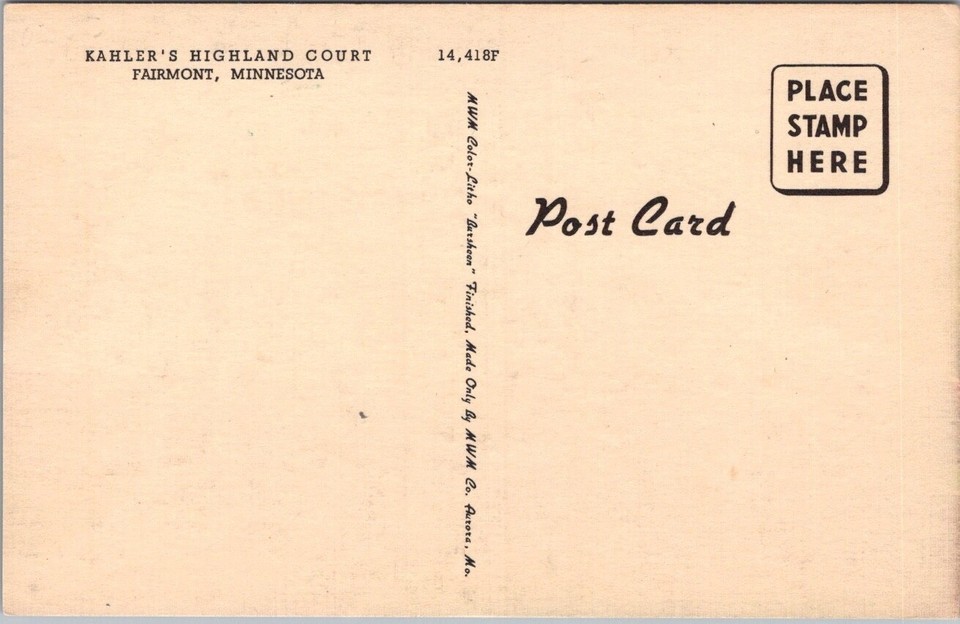 KAHLER'S HIGHLAND COURT
FAIRMONT, MINNESOTA
14,418F
MWM Color-Litho "Aursheen" Finished, Made Only By MWM Co. Aurora, Mo.
PLACE
STAMP
HERE
Post Card